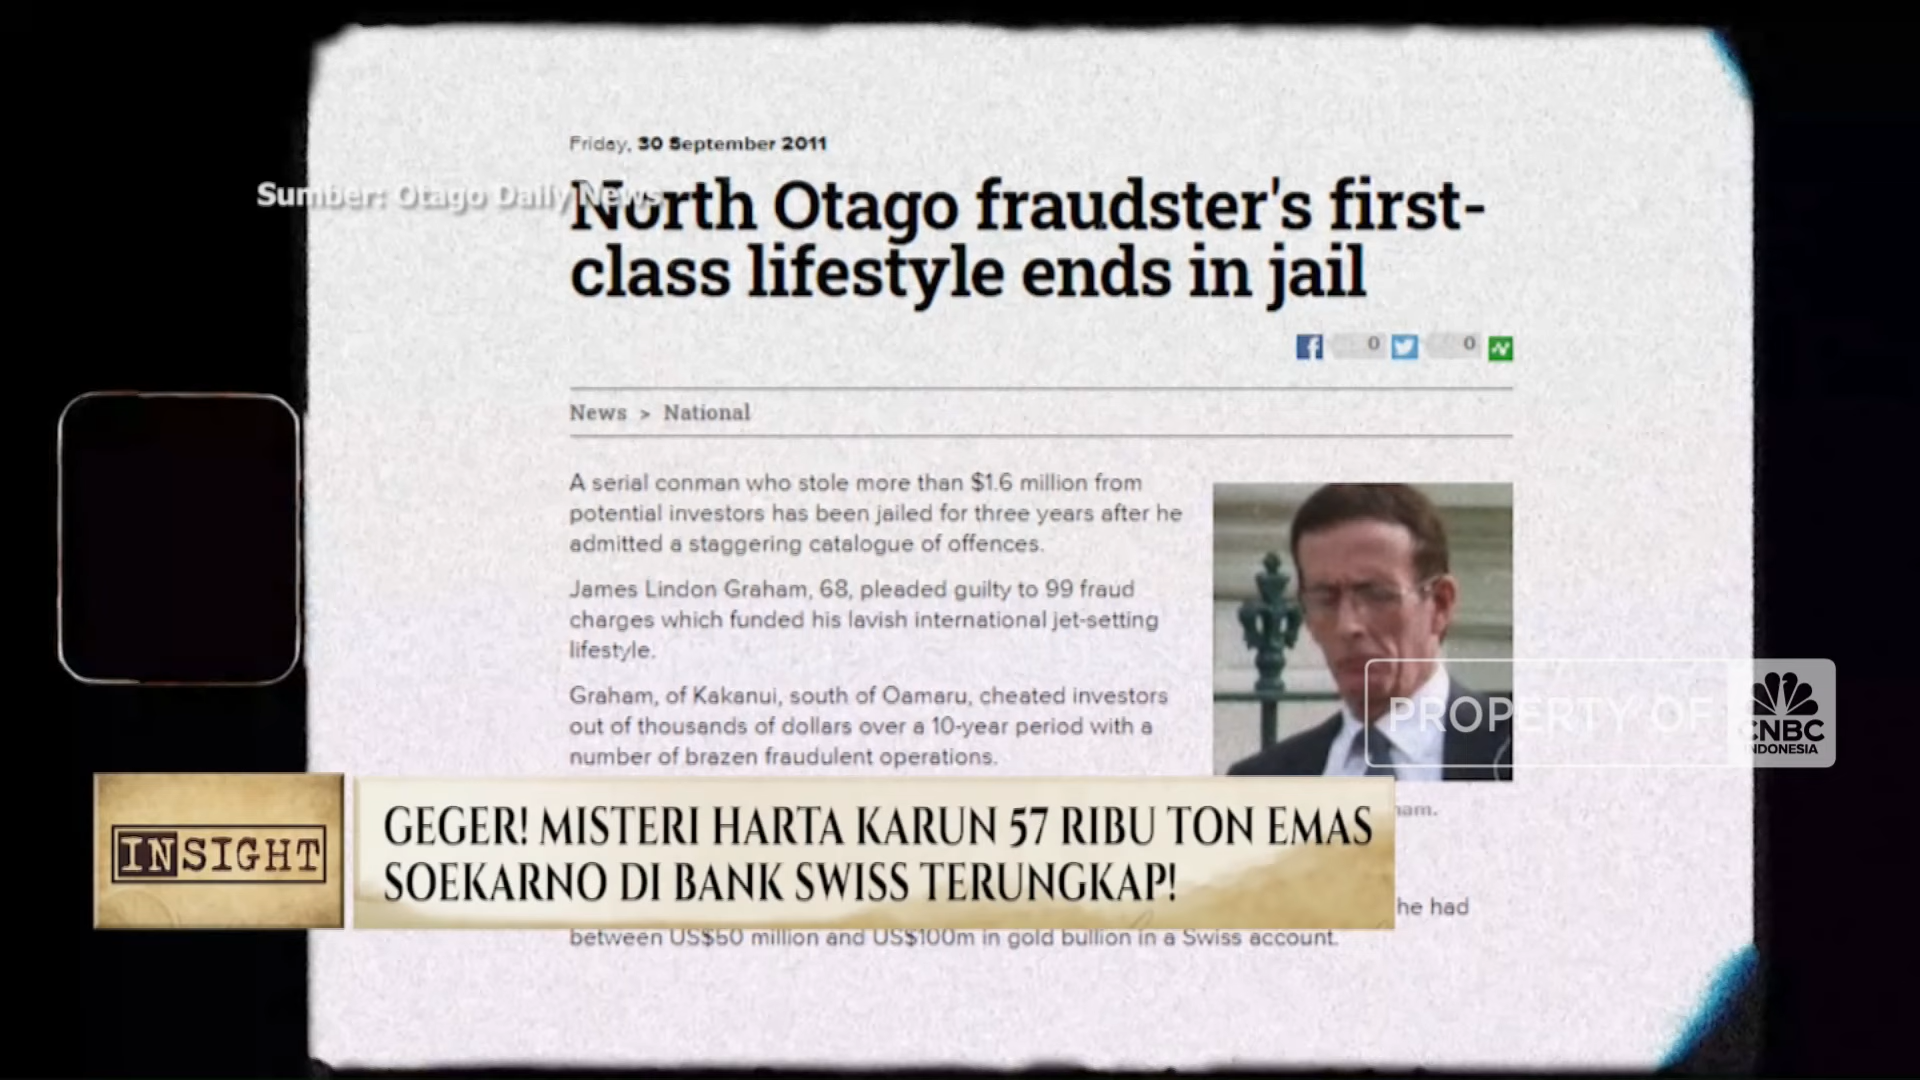 Friday, 30 September 2011
Sumber: Otago Daily News
North Otago fraudster's first-
class lifestyle ends in jail
0 0
News > National
A serial conman who stole more than $1.6 million from
potential investors has been jailed for three years after he
admitted a staggering catalogue of offences.
James Lindon Graham, 68, pleaded guilty to 99 fraud
charges which funded his lavish international jet-setting
lifestyle.
Graham, of Kakanui, south of Oamaru, cheated investors
out of thousands of dollars over a 10-year period with a
number of brazen fraudulent operations.
PROPERTY OF CNBC INDONESIA
INSIGHT
GEGER! MISTERI HARTA KARUN 57 RIBU TON EMAS
SOEKARNO DI BANK SWISS TERUNGKAP!
he had
between US$50 million and US$100m in gold bullion in a Swiss account.